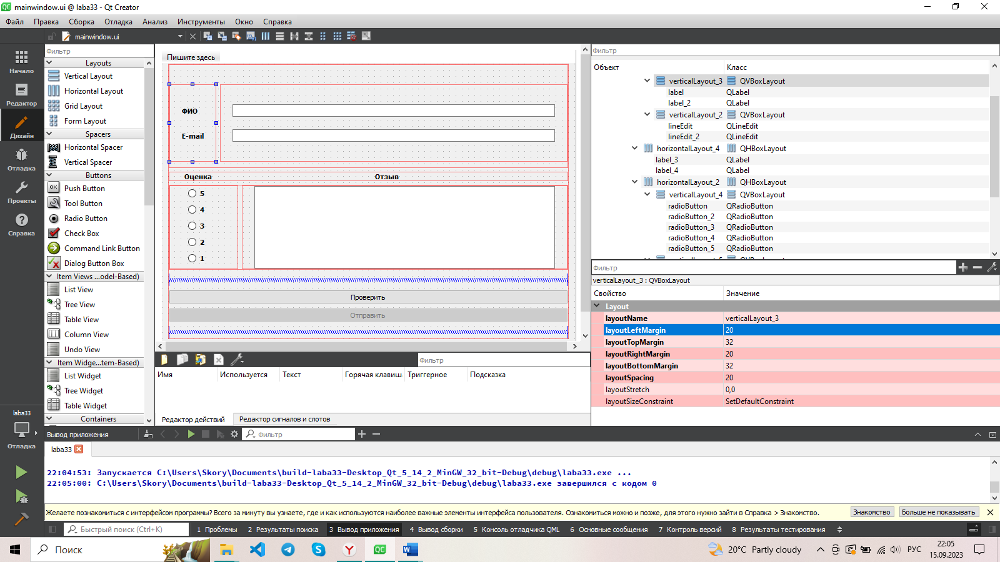 mainwindow.ui @ laba33 - Qt Creator
Файл Правка Сборка Отладка Анализ Инструменты Окно Справка
mainwindow.ui
Начало
Редактор
Дизайн
Отладка
Проекты
Справка
laba33
Отладка
Фильтр
Layouts
Vertical Layout
Horizontal Layout
Grid Layout
Form Layout
Spacers
Horizontal Spacer
Vertical Spacer
Buttons
Push Button
Tool Button
Radio Button
Check Box
Command Link Button
Dialog Button Box
Item Views ...odel-Based)
List View
Tree View
Table View
Column View
Undo View
Item Widge...tem-Based)
List Widget
Tree Widget
Table Widget
Containers
Пишите здесь
ФИО
E-mail
Оценка Отзыв
5
4
3
2
1
Проверить
Отправить
Фильтр
Имя Используется Текст Горячая клавиш Триггерное Подсказка
Редактор действий Редактор сигналов и слотов
Фильтр
Объект Класс
verticalLayout_3 QVBoxLayout
label QLabel
label_2 QLabel
verticalLayout_2 QVBoxLayout
lineEdit QLineEdit
lineEdit_2 QLineEdit
horizontalLayout_4 QHBoxLayout
label_3 QLabel
label_4 QLabel
horizontalLayout_2 QHBoxLayout
verticalLayout_4 QVBoxLayout
radioButton QRadioButton
radioButton_2 QRadioButton
radioButton_3 QRadioButton
radioButton_4 QRadioButton
radioButton_5 QRadioButton
Фильтр
verticalLayout_3 : QVBoxLayout
Свойство Значение
Layout
layoutName verticalLayout_3
layoutLeftMargin 20
layoutTopMargin 32
layoutRightMargin 20
layoutBottomMargin 32
layoutSpacing 20
layoutStretch 0,0
layoutSizeConstraint SetDefaultConstraint
Вывод приложения Фильтр
laba33
22:04:53: Запускается C:\Users\Skory\Documents\build-laba33-Desktop_Qt_5_14_2_MinGW_32_bit-Debug\debug\laba33.exe ...
22:05:00: C:\Users\Skory\Documents\build-laba33-Desktop_Qt_5_14_2_MinGW_32_bit-Debug\debug\laba33.exe завершился с кодом 0
Желаете познакомиться с интерфейсом программы? Всего за минуту вы узнаете, где и как используются наиболее важные элементы интерфейса пользователя. Ознакомиться можно и позже, для этого нужно зайти в Справка > Знакомство. Знакомство Больше не показывать
Быстрый поиск (Ctrl+K) 1 Проблемы 2 Результаты поиска 3 Вывод приложения 4 Вывод сборки 5 Консоль отладчика QML 6 Основные сообщения 7 Контроль версий 8 Результаты тестирования
Поиск 20°C Partly cloudy РУС 22:05
15.09.2023